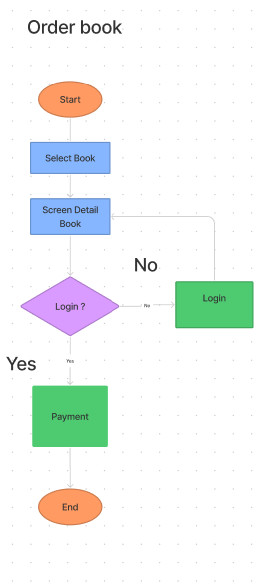 Order book
Start
Select Book
Screen Detail
Book
No
Login ?
No
Login
Yes
Yes
Payment
End